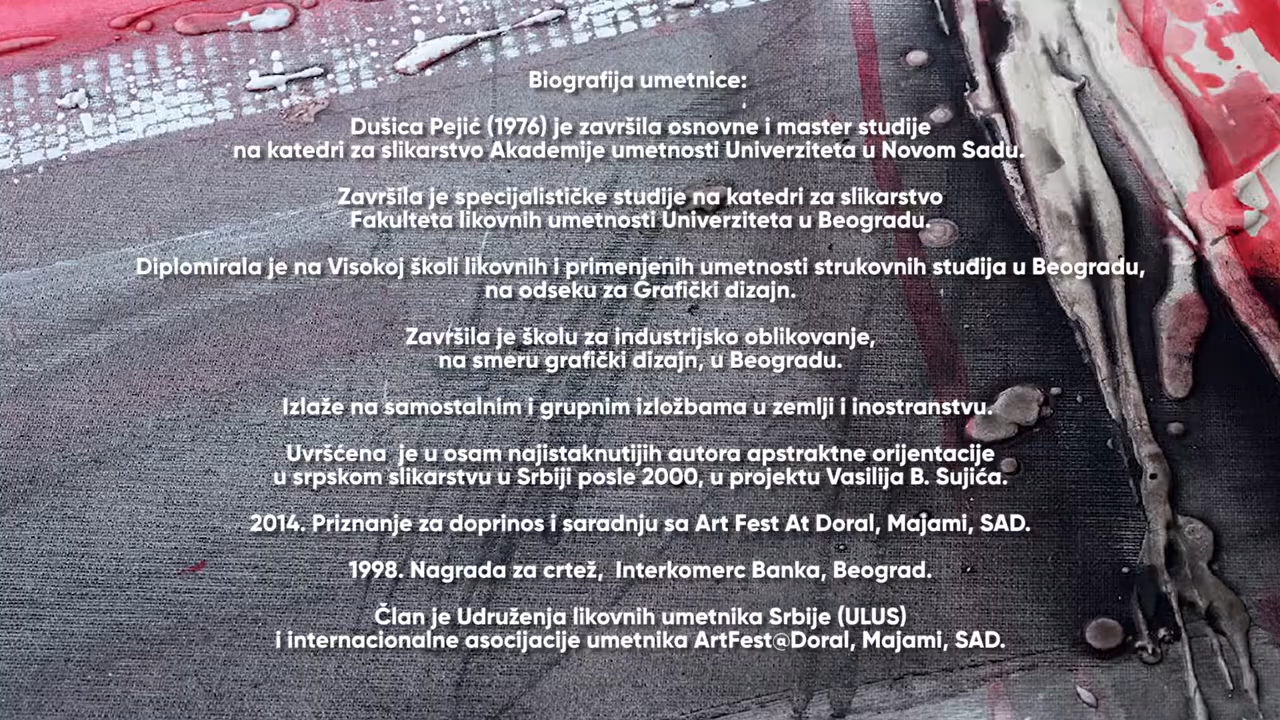 Biografija umetnice:
Dušica Pejić (1976) je završila osnovne i master studije
na katedri za slikarstvo Akademije umetnosti Univerziteta u Novom Sadu.
Završila je specijalističke studije na katedri za slikarstvo
Fakulteta likovnih umetnosti Univerziteta u Beogradu.
Diplomirala je na Visokoj školi likovnih i primenjenih umetnosti strukovnih studija u Beogradu,
na odseku za Grafički dizajn.
Završila je školu za industrijsko oblikovanje,
na smeru grafički dizajn, u Beogradu.
Izlaže na samostalnim i grupnim izložbama u zemlji i inostranstvu.
Uvršćena  je u osam najistaknutijih autora apstraktne orijentacije
u srpskom slikarstvu u Srbiji posle 2000, u projektu Vasilija B. Sujića.
2014. Priznanje za doprinos i saradnju sa Art Fest At Doral, Majami, SAD.
1998. Nagrada za crtež,  Interkomerc Banka, Beograd.
Član je Udruženja likovnih umetnika Srbije (ULUS)
i internacionalne asocijacije umetnika ArtFest@Doral, Majami, SAD.